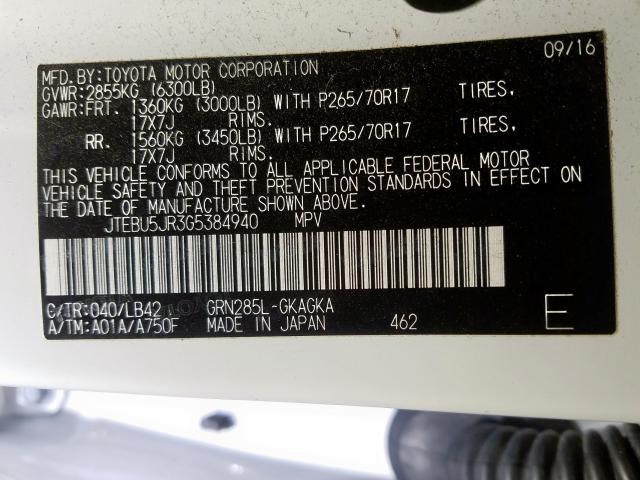 09/16
MFD.BY:TOYOTA MOTOR CORPORATION
GVWR:2855KG (6300LB)
GAWR:FRT. 1360KG (3000LB) WITH P265/70R17 TIRES,
17X7J RIMS.
RR. 1560KG (3450LB) WITH P265/70R17 TIRES,
17X7J RIMS.
THIS VEHICLE CONFORMS TO ALL APPLICABLE FEDERAL MOTOR
VEHICLE SAFETY AND THEFT PREVENTION STANDARDS IN EFFECT ON
THE DATE OF MANUFACTURE SHOWN ABOVE.
JTEBU5JR3G5384940 MPV
C/TR:040/LB42 GRN285L-GKAGKA
A/TM:A01A/A750F MADE IN JAPAN 462 E